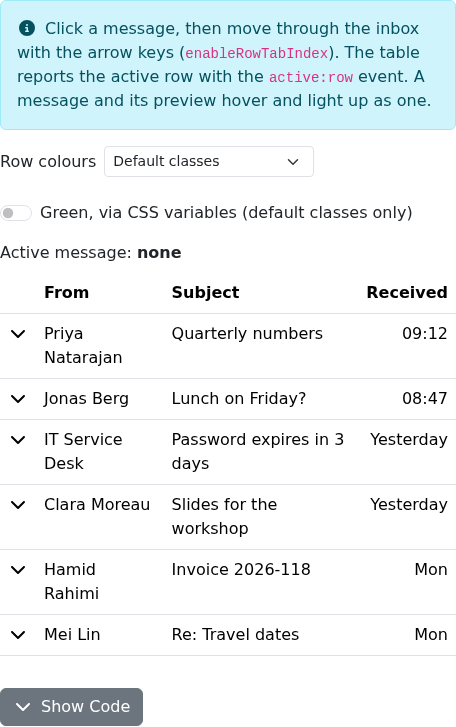 Click a message, then move through the inbox
with the arrow keys (enableRowTabIndex). The table
reports the active row with the active:row event. A
message and its preview hover and light up as one.
Row colours Default classes
Green, via CSS variables (default classes only)
Active message: none
From Subject Received
Priya Natarajan Quarterly numbers 09:12
Jonas Berg Lunch on Friday? 08:47
IT Service Desk Password expires in 3 days Yesterday
Clara Moreau Slides for the workshop Yesterday
Hamid Rahimi Invoice 2026-118 Mon
Mei Lin Re: Travel dates Mon
Show Code